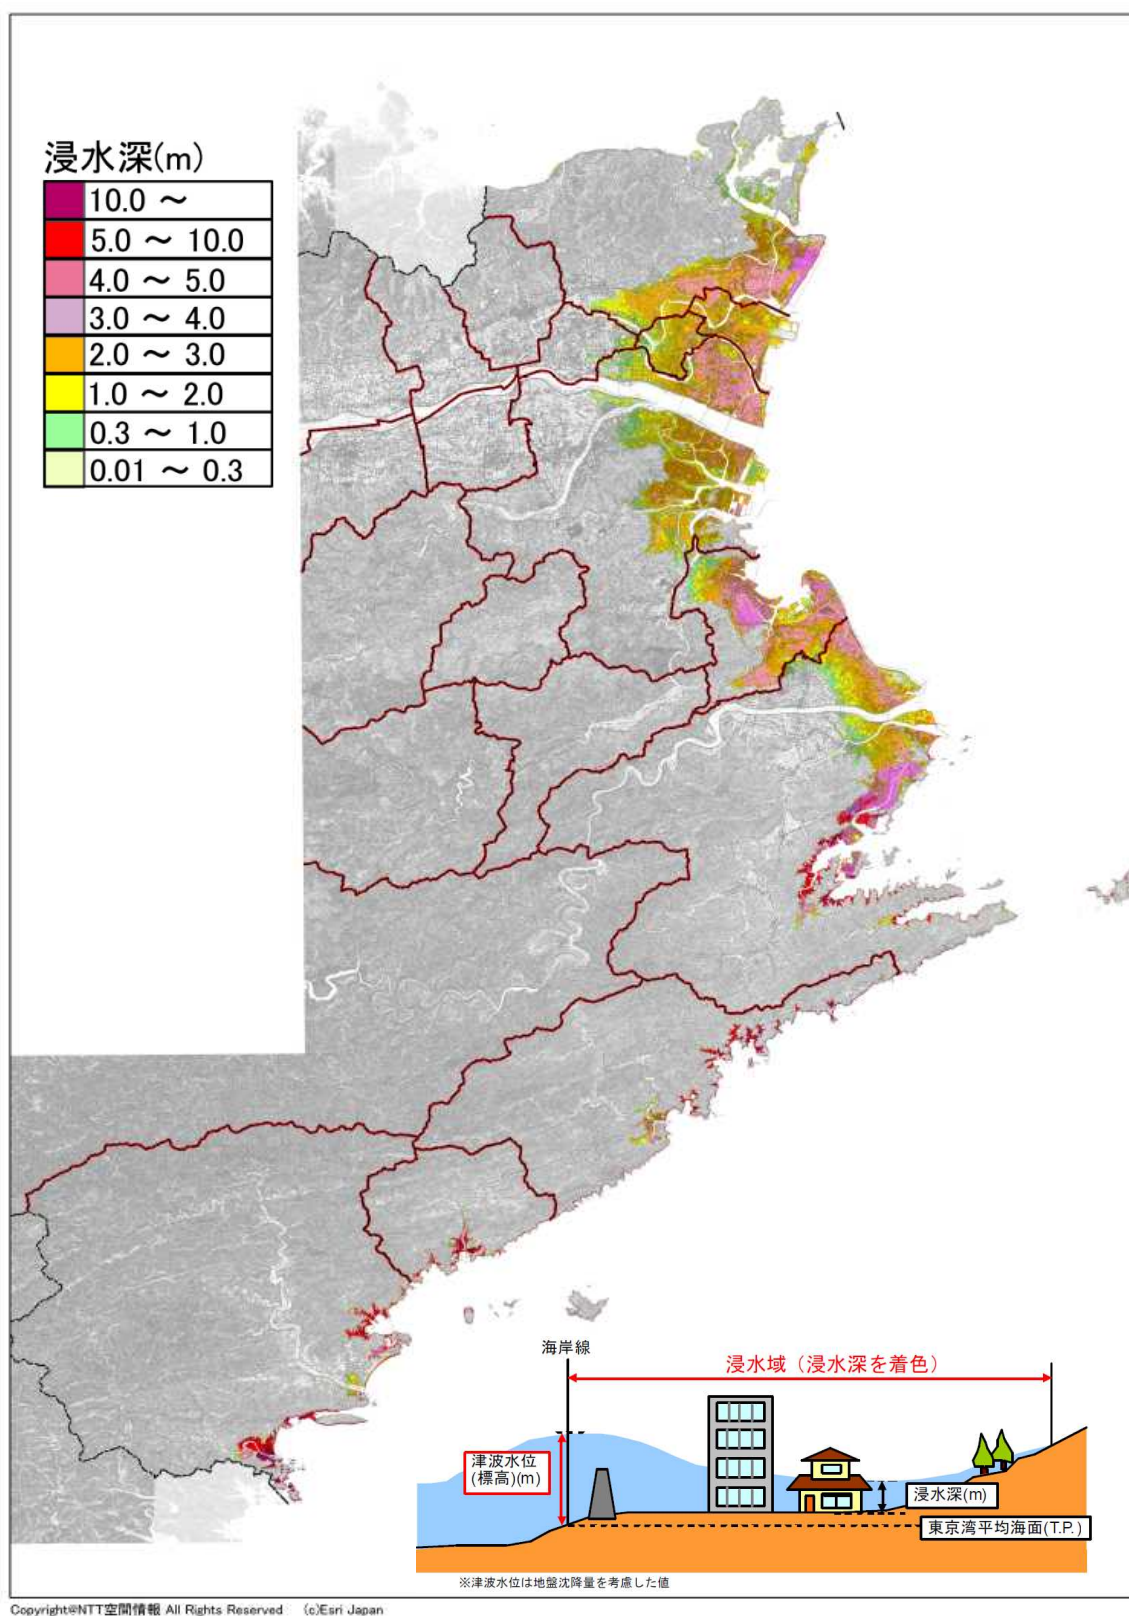 浸水深(m)
10.0 ～
5.0 ～ 10.0
4.0 ～ 5.0
3.0 ～ 4.0
2.0 ～ 3.0
1.0 ～ 2.0
0.3 ～ 1.0
0.01 ～ 0.3
海岸線
浸水域（浸水深を着色）
津波水位
(標高)(m)
浸水深(m)
東京湾平均海面(T.P.)
※津波水位は地盤沈降量を考慮した値
Copyright©NTT空間情報 All Rights Reserved (c)Esri Japan